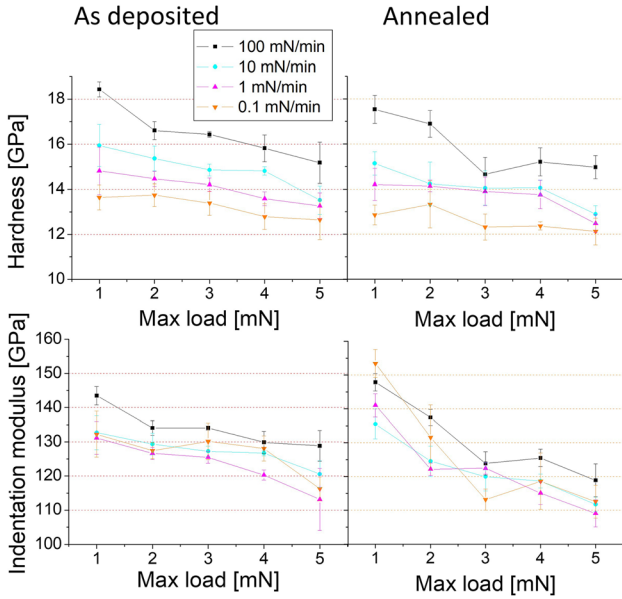 As deposited
Annealed
100 mN/min
10 mN/min
1 mN/min
0.1 mN/min
Hardness [GPa]
18
16
14
12
10
1 2 3 4 5
1 2 3 4 5
Max load [mN]
Max load [mN]
Indentation modulus [GPa]
160
150
140
130
120
110
100
1 2 3 4 5
1 2 3 4 5
Max load [mN]
Max load [mN]